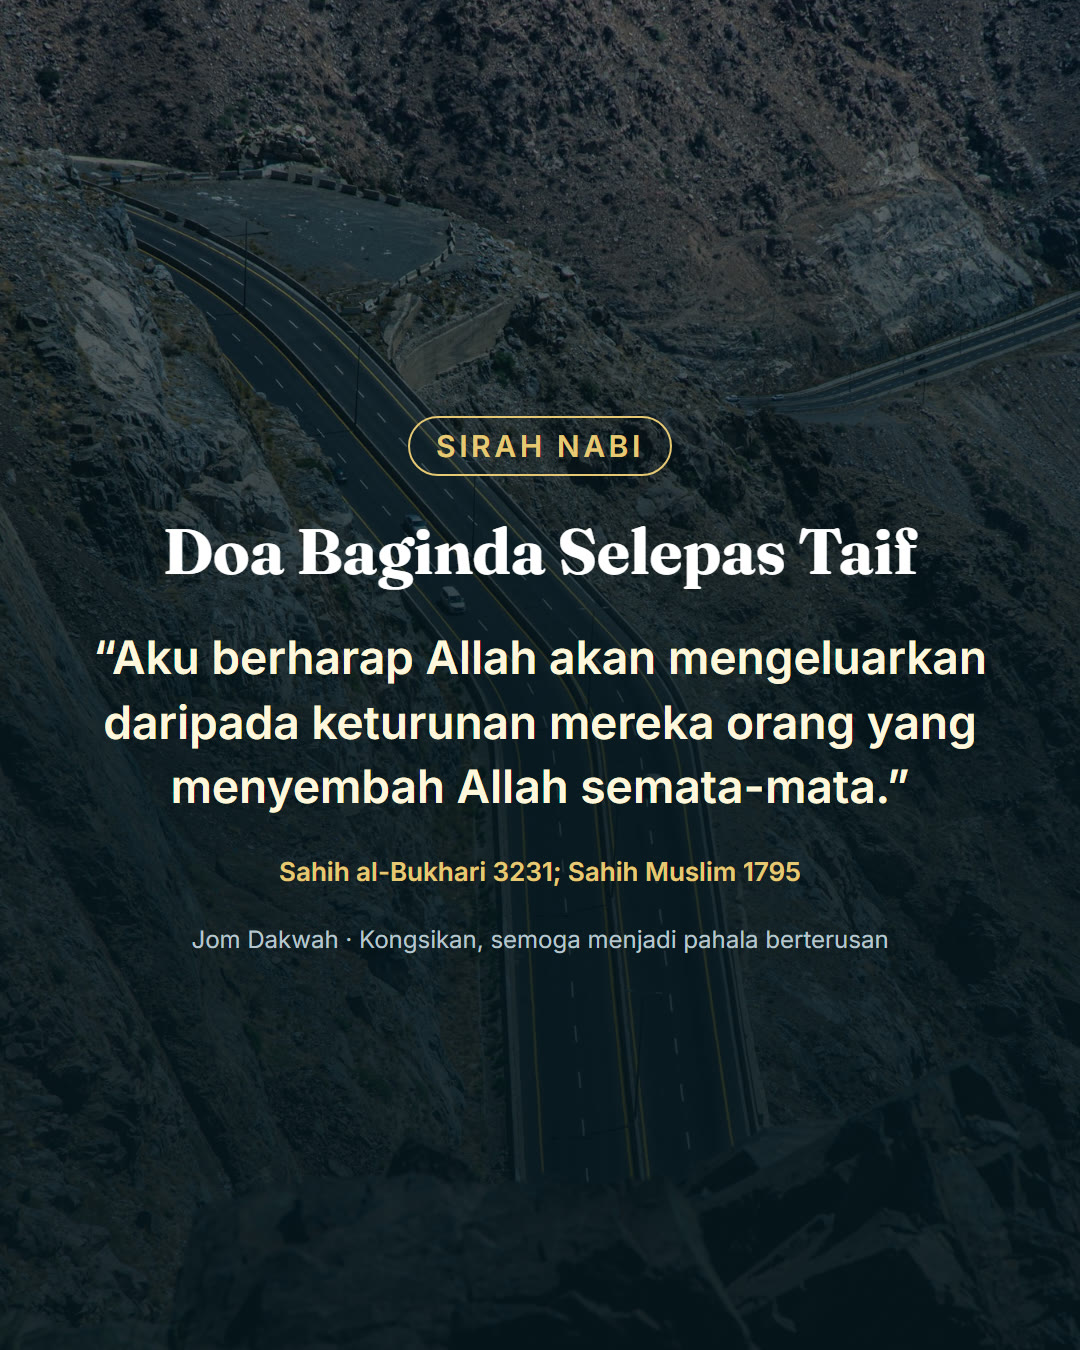 SIRAH NABI
Doa Baginda Selepas Taif
“Aku berharap Allah akan mengeluarkan
daripada keturunan mereka orang yang
menyembah Allah semata-mata.”
Sahih al-Bukhari 3231; Sahih Muslim 1795
Jom Dakwah · Kongsikan, semoga menjadi pahala berterusan